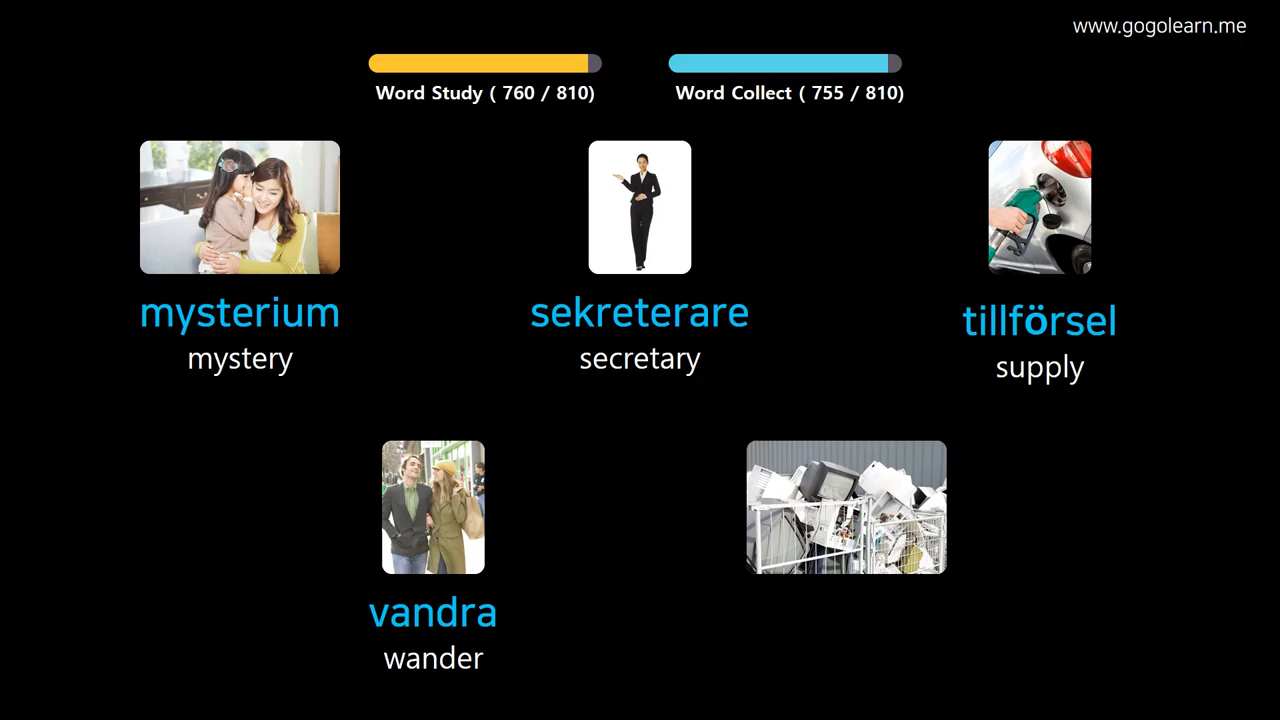 www.gogolearn.me
Word Study ( 760 / 810)
Word Collect ( 755 / 810)
mysterium
mystery
sekreterare
secretary
tillförsel
supply
vandra
wander